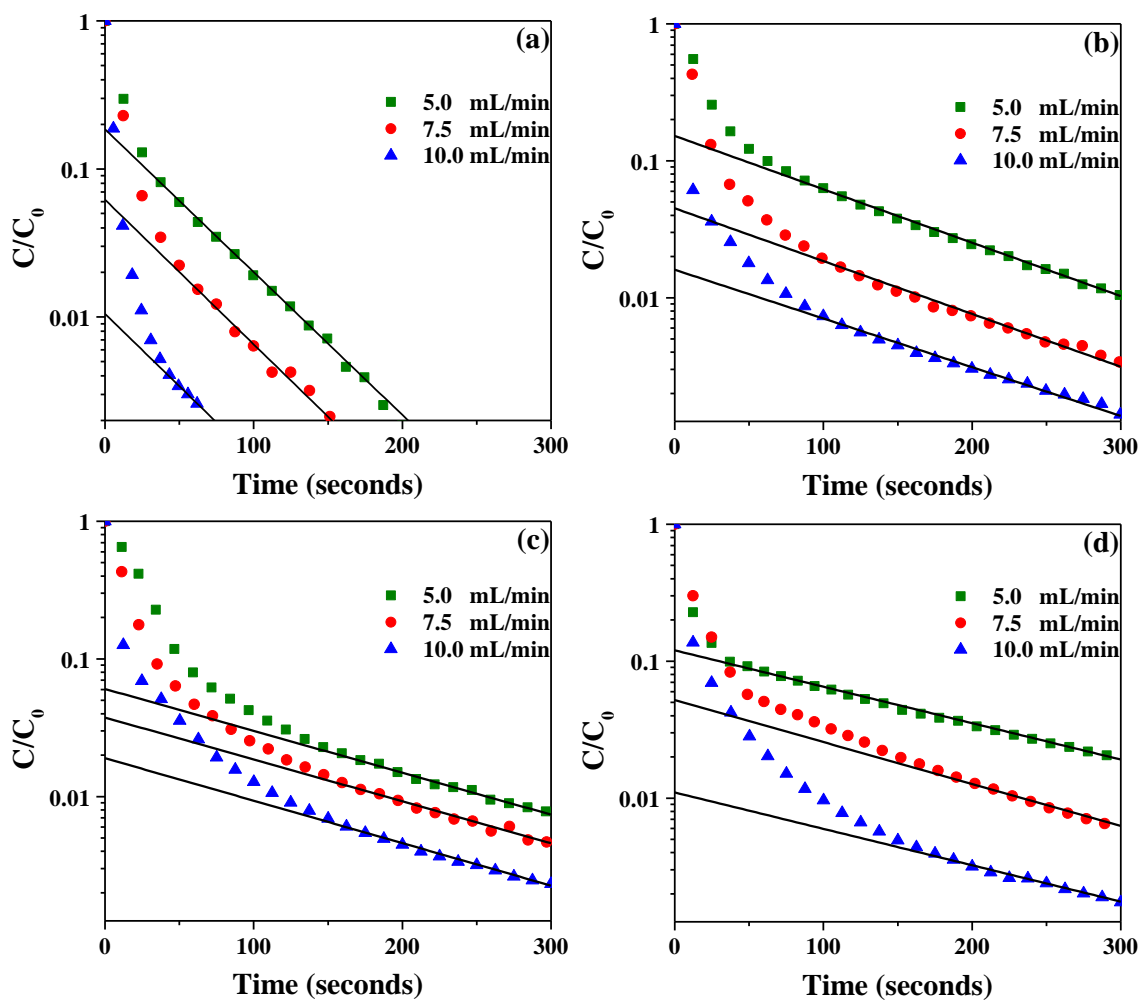 (a)
1
0.1
0.01
C/C0
5.0 mL/min
7.5 mL/min
10.0 mL/min
0 100 200 300
Time (seconds)
(b)
1
0.1
0.01
C/C0
5.0 mL/min
7.5 mL/min
10.0 mL/min
0 100 200 300
Time (seconds)
(c)
1
0.1
0.01
C/C0
5.0 mL/min
7.5 mL/min
10.0 mL/min
0 100 200 300
Time (seconds)
(d)
1
0.1
0.01
C/C0
5.0 mL/min
7.5 mL/min
10.0 mL/min
0 100 200 300
Time (seconds)